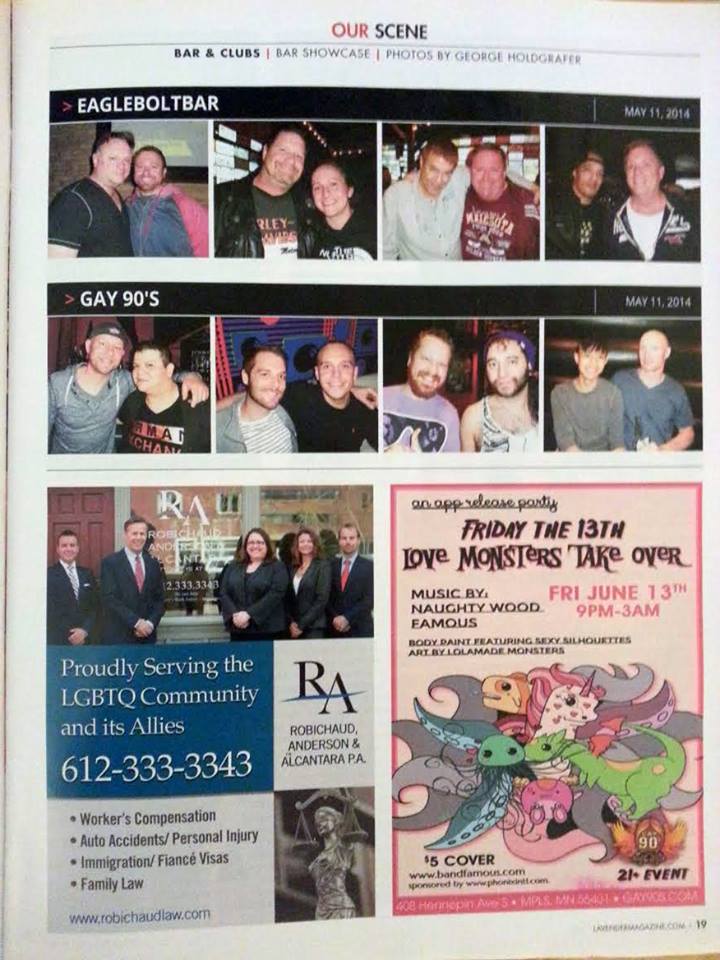 OUR SCENE
BAR & CLUBS | BAR SHOWCASE | PHOTOS BY GEORGE HOLDGRAFER
> EAGLEBOLTBAR
MAY 11, 2014
> GAY 90'S
MAY 11, 2014
RA
ROBICHAUD
ANDERSON &
ALCANTARA
612.333.3343
Proudly Serving the
LGBTQ Community
and its Allies
612-333-3343
RA
ROBICHAUD,
ANDERSON &
ALCANTARA P.A.
• Worker's Compensation
• Auto Accidents/ Personal Injury
• Immigration/ Fiancé Visas
• Family Law
www.robichaudlaw.com
an app release party
FRIDAY THE 13TH
LOVE MONSTERS TAKE OVER
MUSIC BY:
NAUGHTY WOOD
FAMOUS
FRI JUNE 13TH
9PM-3AM
BODY PAINT FEATURING SEXY SILHOUETTES
ART BY LOLAMADE MONSTERS
$5 COVER
www.bandfamous.com
sponsored by www.phonixintl.com
90
21+ EVENT
408 Hennepin Ave S • MPLS, MN 55401 • GAY90S.COM
LAVENDERMAGAZINE.COM • 19